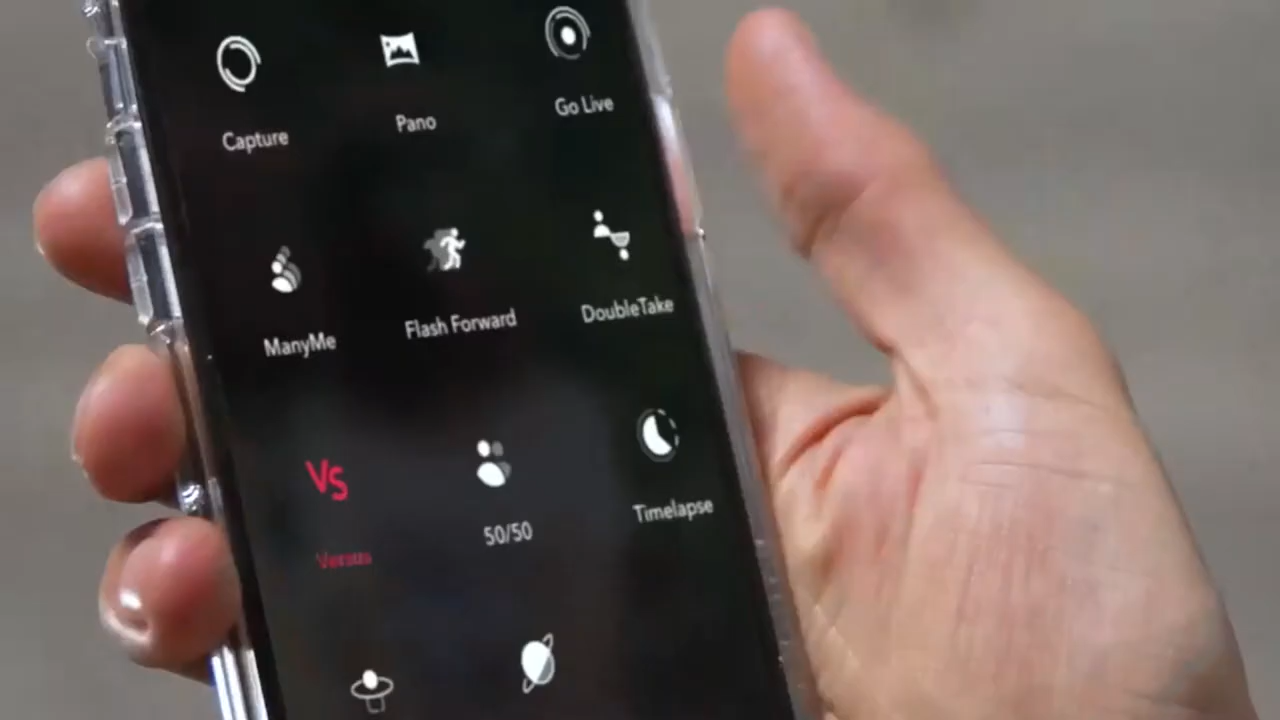 Capture
Pano
Go Live
ManyMe
Flash Forward
DoubleTake
Vs
Versus
50/50
Timelapse